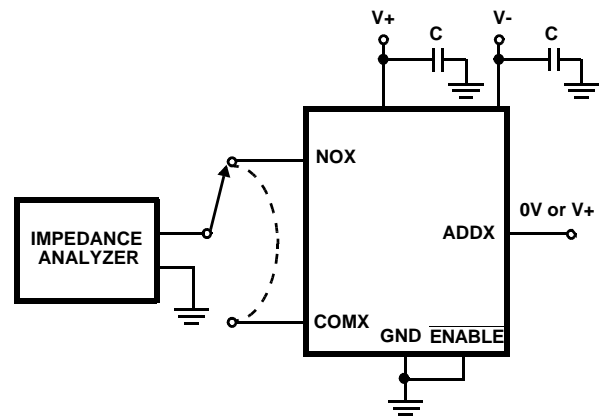 V+
C
V-
C
NOX
0V or V+
ADDX
IMPEDANCE
ANALYZER
COMX
GND
ENABLE